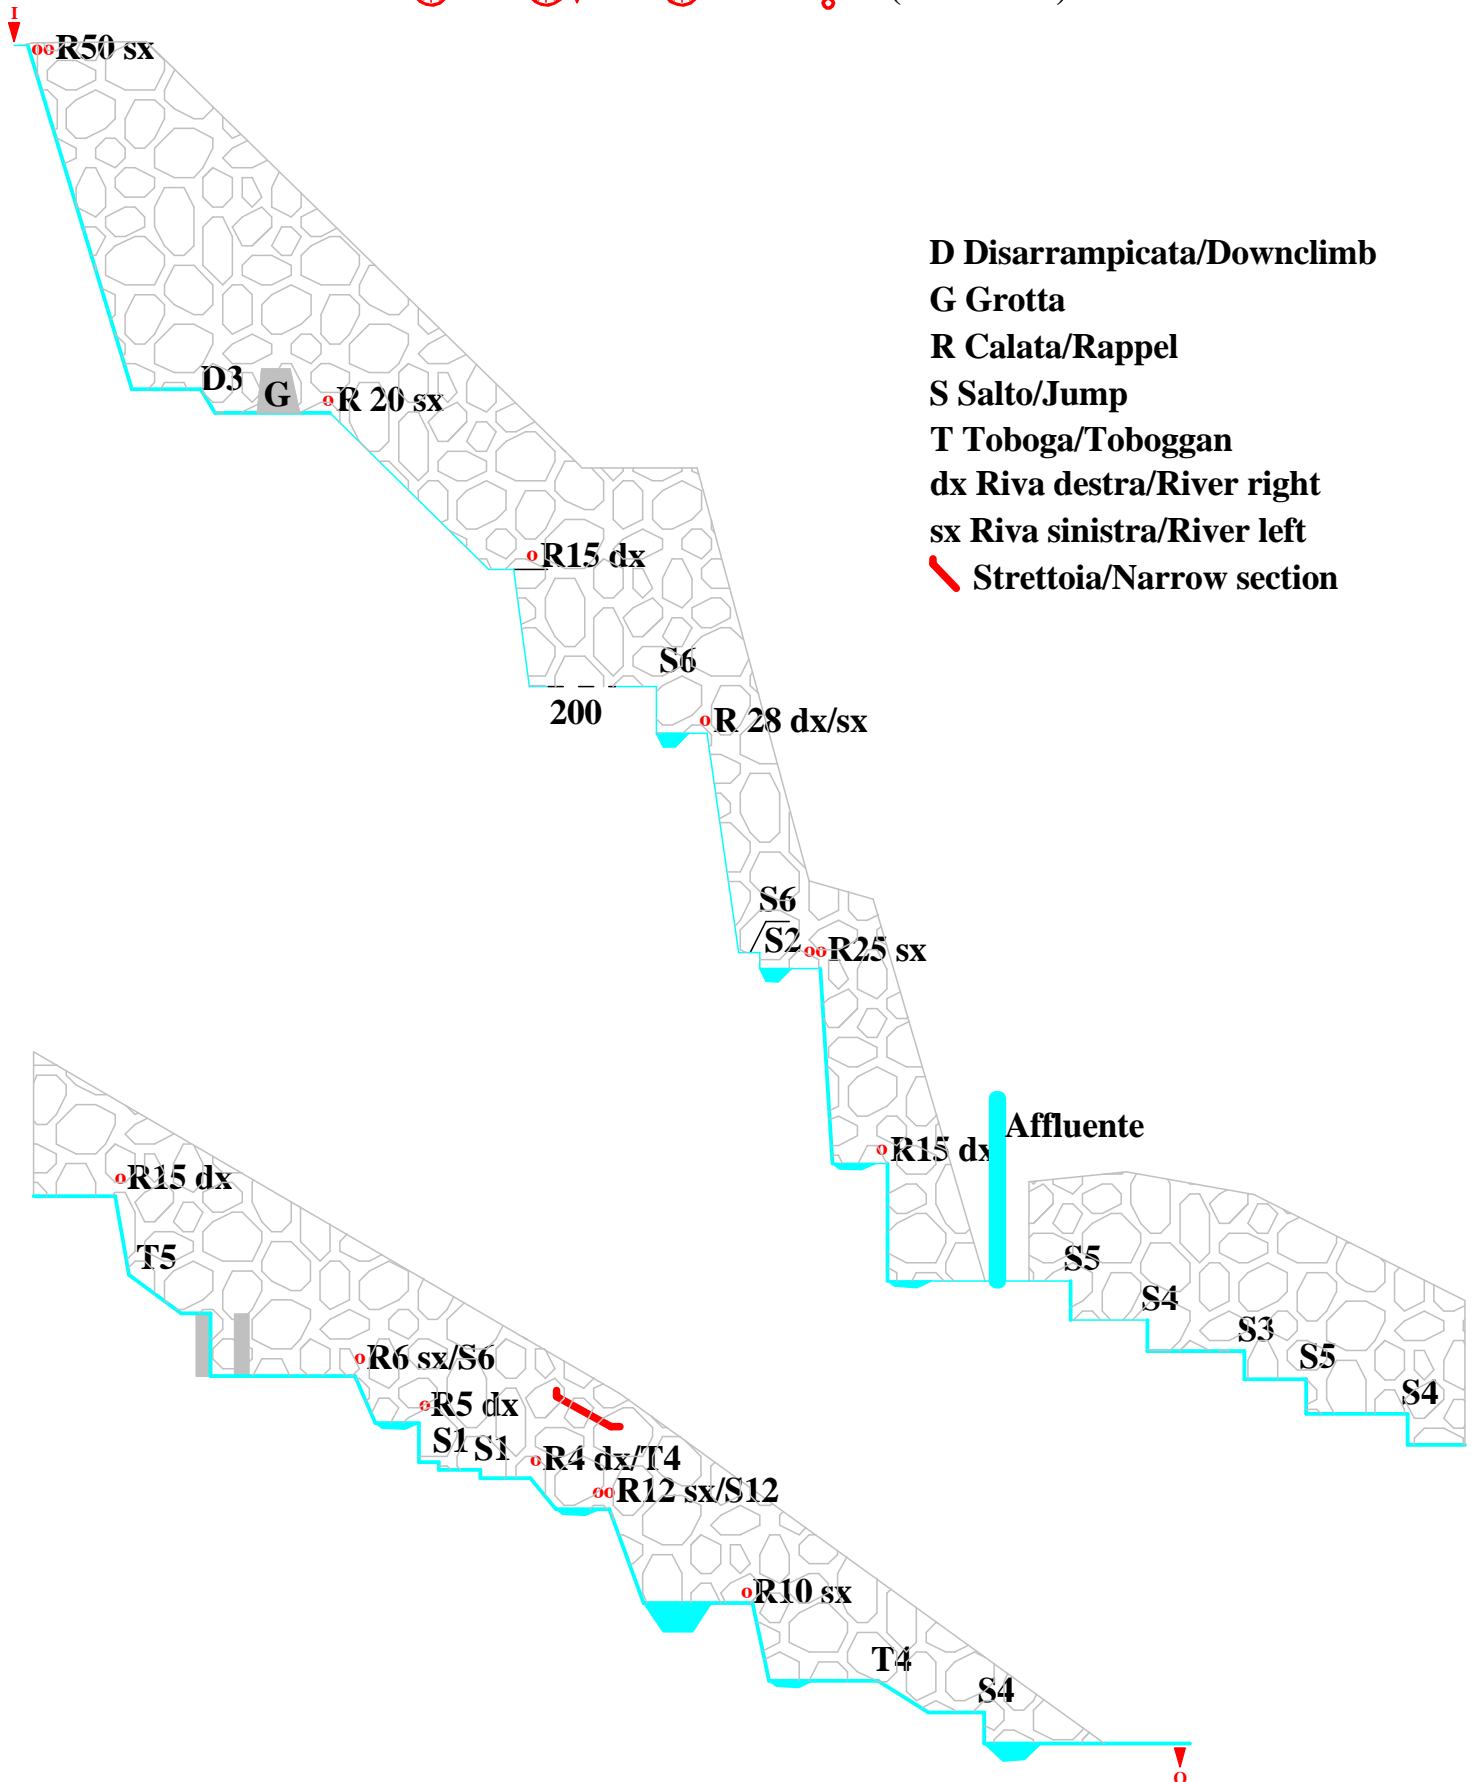 I
R50 sx
D Disarrampicata/Downclimb
G Grotta
R Calata/Rappel
S Salto/Jump
T Toboga/Toboggan
dx Riva destra/River right
sx Riva sinistra/River left
Strettoia/Narrow section
D3
G
R 20 sx
R15 dx
S6
200
R 28 dx/sx
S6
/S2
R25 sx
R15 dx
Affluente
S5
S4
S3
S5
S4
R15 dx
T5
R6 sx/S6
R5 dx
S1
S1
R4 dx/T4
R12 sx/S12
R10 sx
T4
S4
O